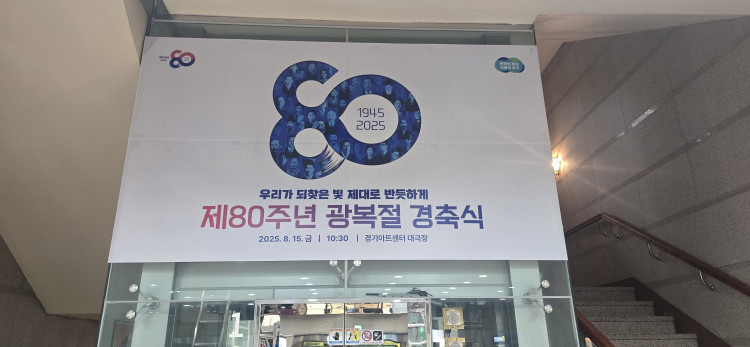 80
1945
2025
우리가 되찾은 빛 제대로 반듯하게
제80주년 광복절 경축식
2025. 8. 15. 금 | 10:30 | 경기아트센터 대극장